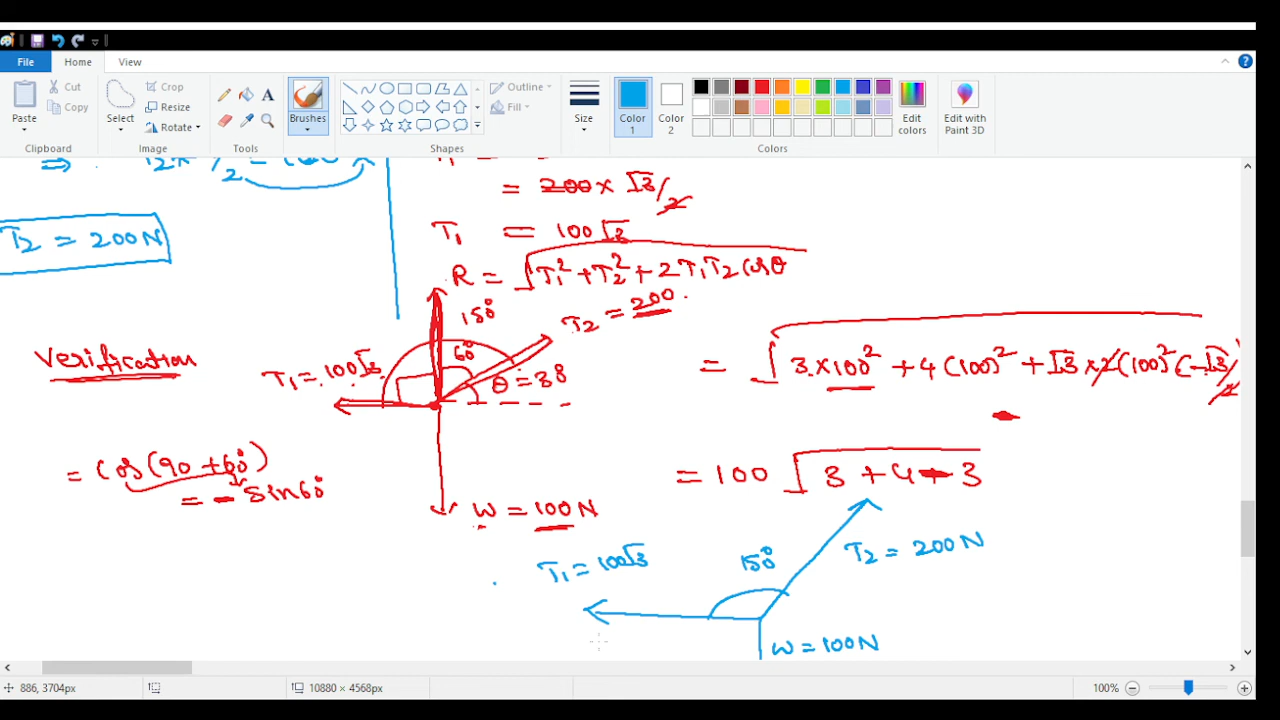 File Home View
Cut
Copy
Paste
Clipboard
Select
Crop
Resize
Rotate
Image
A
Tools
Brushes
Outline
Fill
Shapes
Size
Color 1
Color 2
Edit colors
Edit with Paint 3D
Colors
= 200 × √3/2
T₁ = 100√3
T₂ = 200N
R = √T₁² + T₂² + 2T₁T₂ cosθ
150°
T₂ = 200
Verification
T₁ = 100√3
60°
θ = 30
= √3×100² + 4(100)² + √3×2(100)²(-√3/2
= Cos(90+60°)
= - Sin60°
= 100 √3+4-3
W = 100N
T₁ = 100√3
150°
T₂ = 200N
W = 100N
886, 3704px
10880 × 4568px
100%